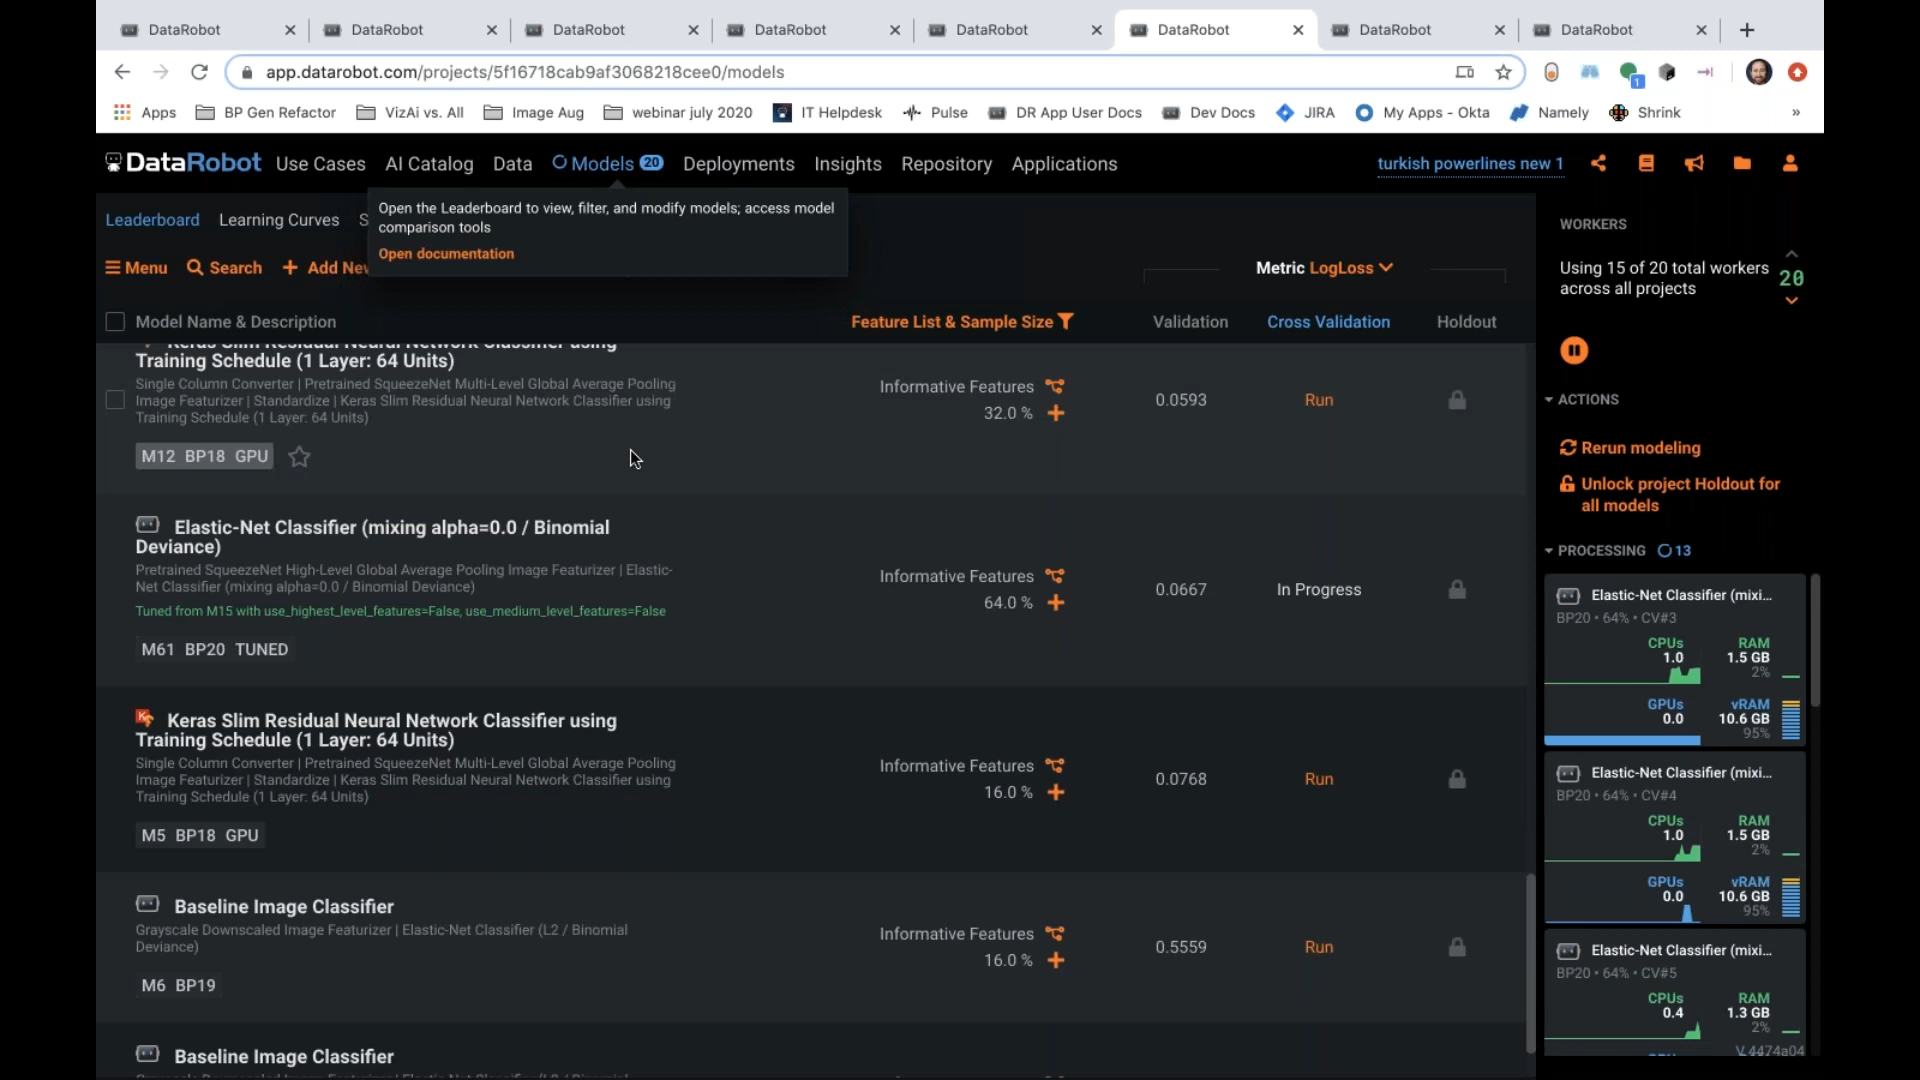 DataRobot
DataRobot
DataRobot
DataRobot
DataRobot
DataRobot
DataRobot
DataRobot
app.datarobot.com/projects/5f16718cab9af3068218cee0/models
1
Apps
BP Gen Refactor
VizAi vs. All
Image Aug
webinar july 2020
IT Helpdesk
Pulse
DR App User Docs
Dev Docs
JIRA
My Apps - Okta
Namely
Shrink
»
DataRobot
Use Cases
AI Catalog
Data
Models 20
Deployments
Insights
Repository
Applications
turkish powerlines new 1
Leaderboard
Learning Curves
S
Open the Leaderboard to view, filter, and modify models; access model
comparison tools
Open documentation
Menu
Search
Add New
Metric LogLoss
Model Name & Description
Feature List & Sample Size
Validation
Cross Validation
Holdout
Keras Slim Residual Neural Network Classifier using
Training Schedule (1 Layer: 64 Units)
Single Column Converter | Pretrained SqueezeNet Multi-Level Global Average Pooling
Image Featurizer | Standardize | Keras Slim Residual Neural Network Classifier using
Training Schedule (1 Layer: 64 Units)
M12 BP18 GPU
Informative Features
32.0 %
0.0593
Run
Elastic-Net Classifier (mixing alpha=0.0 / Binomial
Deviance)
Pretrained SqueezeNet High-Level Global Average Pooling Image Featurizer | Elastic-
Net Classifier (mixing alpha=0.0 / Binomial Deviance)
Tuned from M15 with use_highest_level_features=False, use_medium_level_features=False
M61 BP20 TUNED
Informative Features
64.0 %
0.0667
In Progress
Keras Slim Residual Neural Network Classifier using
Training Schedule (1 Layer: 64 Units)
Single Column Converter | Pretrained SqueezeNet Multi-Level Global Average Pooling
Image Featurizer | Standardize | Keras Slim Residual Neural Network Classifier using
Training Schedule (1 Layer: 64 Units)
M5 BP18 GPU
Informative Features
16.0 %
0.0768
Run
Baseline Image Classifier
Grayscale Downscaled Image Featurizer | Elastic-Net Classifier (L2 / Binomial
Deviance)
M6 BP19
Informative Features
16.0 %
0.5559
Run
Baseline Image Classifier
WORKERS
Using 15 of 20 total workers
across all projects
20
ACTIONS
Rerun modeling
Unlock project Holdout for
all models
PROCESSING 13
Elastic-Net Classifier (mixi...
BP20 • 64% • CV#3
CPUs
1.0
RAM
1.5 GB
2%
GPUs
0.0
vRAM
10.6 GB
95%
Elastic-Net Classifier (mixi...
BP20 • 64% • CV#4
CPUs
1.0
RAM
1.5 GB
2%
GPUs
0.0
vRAM
10.6 GB
95%
Elastic-Net Classifier (mixi...
BP20 • 64% • CV#5
CPUs
0.4
RAM
1.3 GB
2%
V.4474a04